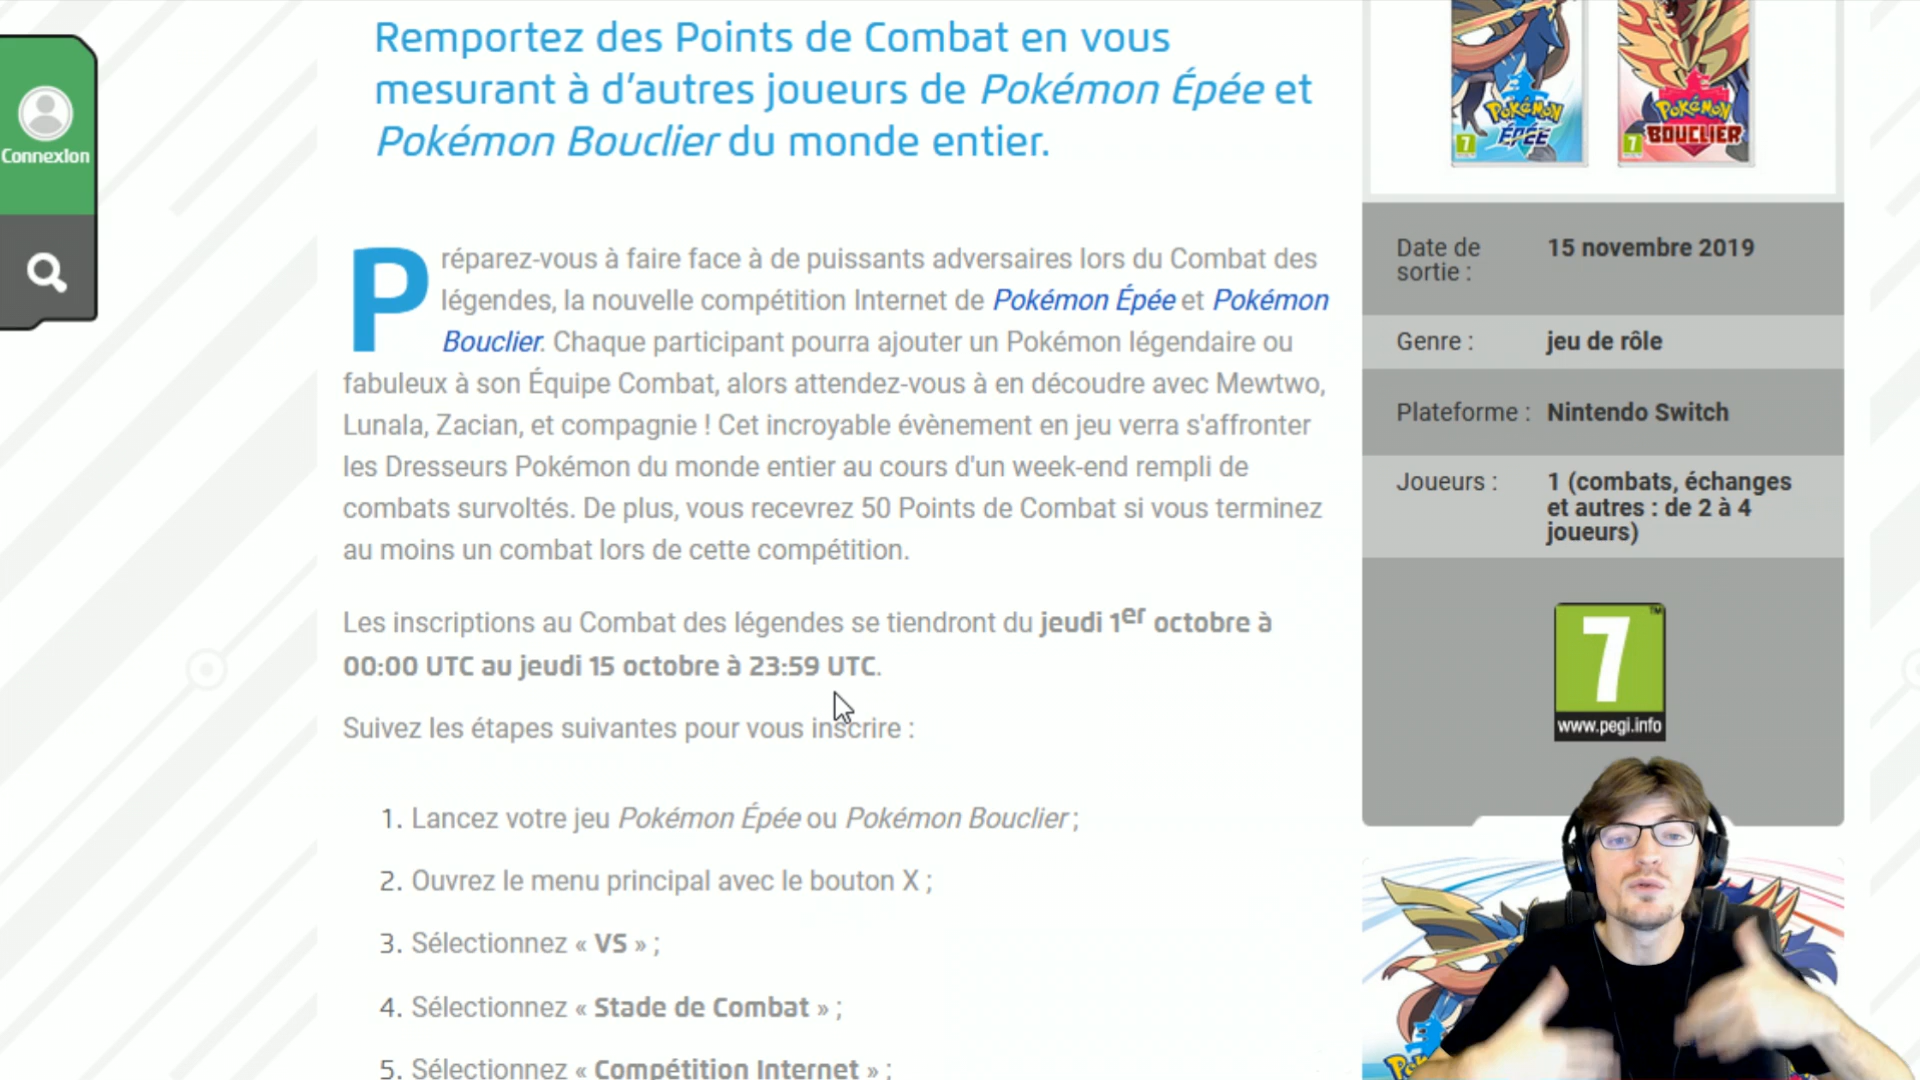 Remportez des Points de Combat en vous
mesurant à d'autres joueurs de Pokémon Épée et
Pokémon Bouclier du monde entier.
Préparez-vous à faire face à de puissants adversaires lors du Combat des
légendes, la nouvelle compétition Internet de Pokémon Épée et Pokémon
Bouclier. Chaque participant pourra ajouter un Pokémon légendaire ou
fabuleux à son Équipe Combat, alors attendez-vous à en découdre avec Mewtwo,
Lunala, Zacian, et compagnie ! Cet incroyable évènement en jeu verra s'affronter
les Dresseurs Pokémon du monde entier au cours d'un week-end rempli de
combats survoltés. De plus, vous recevrez 50 Points de Combat si vous terminez
au moins un combat lors de cette compétition.
Les inscriptions au Combat des légendes se tiendront du jeudi 1er octobre à
00:00 UTC au jeudi 15 octobre à 23:59 UTC.
Suivez les étapes suivantes pour vous inscrire :
1. Lancez votre jeu Pokémon Épée ou Pokémon Bouclier ;
2. Ouvrez le menu principal avec le bouton X ;
3. Sélectionnez « VS » ;
4. Sélectionnez « Stade de Combat » ;
5. Sélectionnez « Compétition Internet » ;
Connexion
POKéMON
ÉPÉE
7
POKéMON
BOUCLIER
7
Date de
sortie :
15 novembre 2019
Genre :
jeu de rôle
Plateforme :
Nintendo Switch
Joueurs :
1 (combats, échanges
et autres : de 2 à 4
joueurs)
7
TM
www.pegi.info